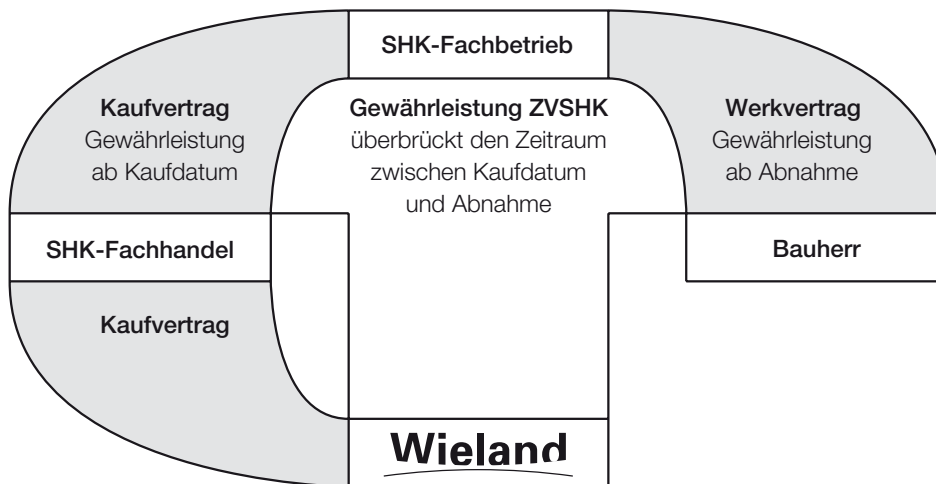 SHK-Fachbetrieb
Kaufvertrag
Gewährleistung
ab Kaufdatum
Gewährleistung ZVSHK
überbrückt den Zeitraum
zwischen Kaufdatum
und Abnahme
Werkvertrag
Gewährleistung
ab Abnahme
SHK-Fachhandel
Bauherr
Kaufvertrag
Wieland